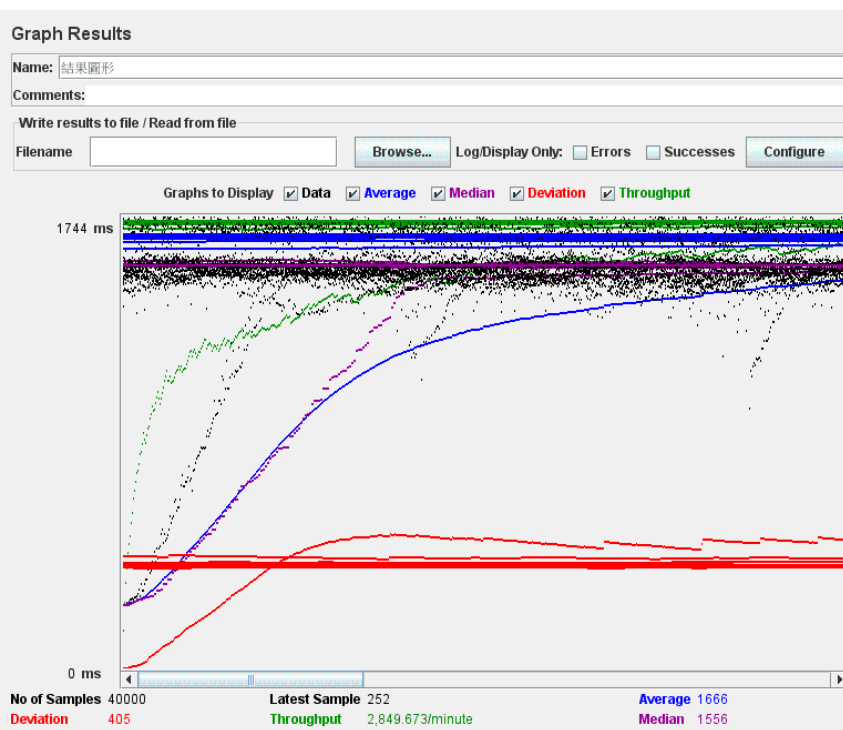 Graph Results
Name: 結果圖形
Comments:
Write results to file / Read from file
Filename Browse... Log/Display Only: Errors Successes Configure
Graphs to Display Data Average Median Deviation Throughput
1744 ms
0 ms
No of Samples 40000 Latest Sample 252 Average 1666
Deviation 405 Throughput 2,849.673/minute Median 1556